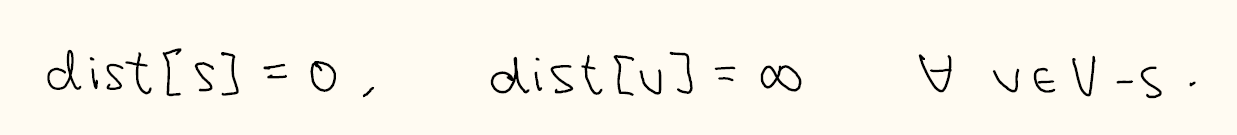 dist[s] = 0, dist[v] = ∞ ∀ v∈V-s.